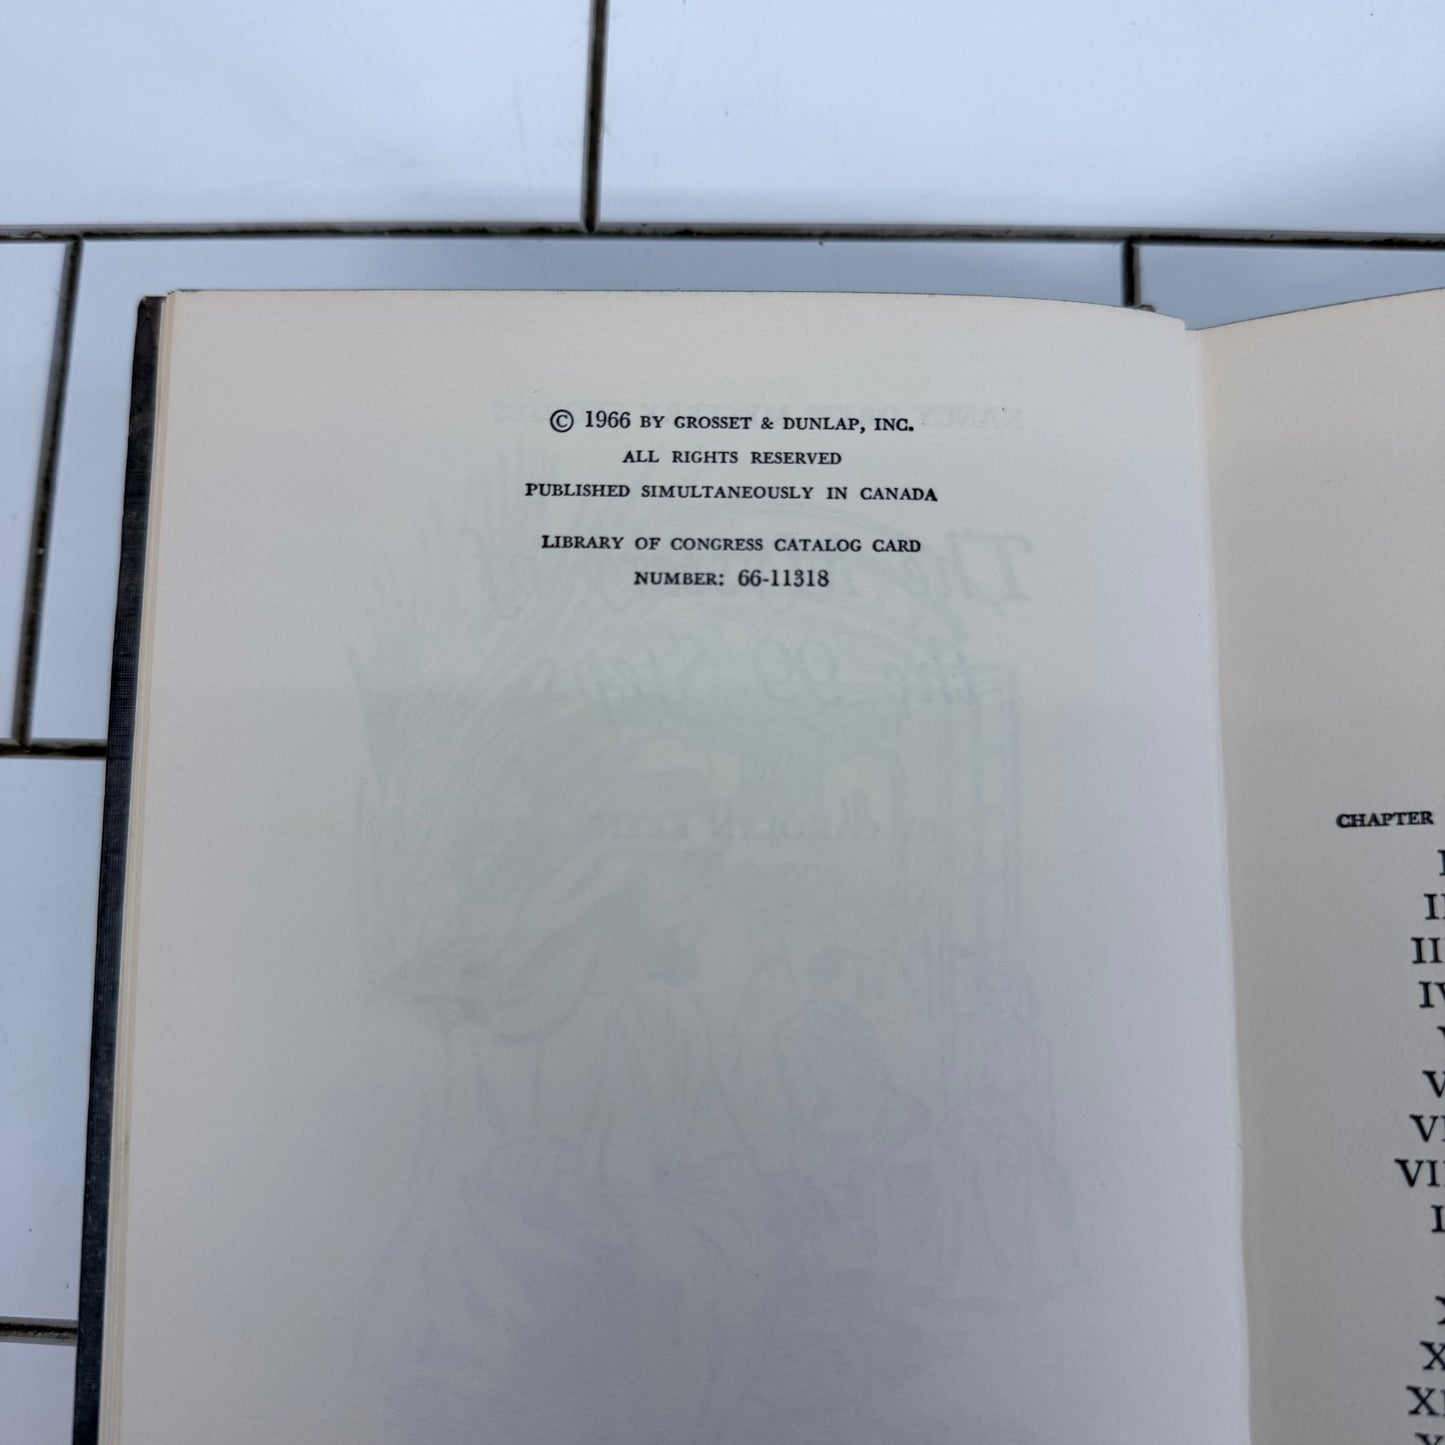 © 1966 BY GROSSET & DUNLAP, INC.
ALL RIGHTS RESERVED
PUBLISHED SIMULTANEOUSLY IN CANADA
LIBRARY OF CONGRESS CATALOG CARD
NUMBER: 66-11318
CHAPTER